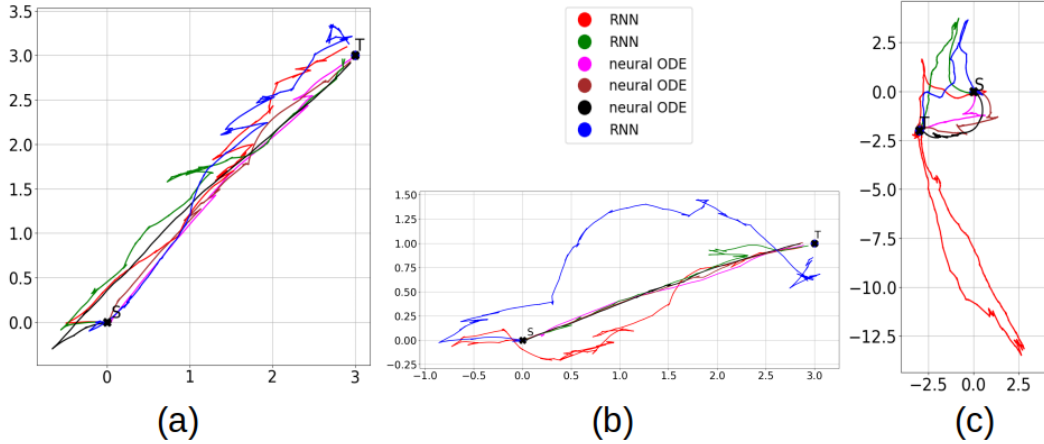 3.5
3.0
2.5
2.0
1.5
1.0
0.5
0.0
0 1 2 3
T
S
(a)
RNN
RNN
neural ODE
neural ODE
neural ODE
RNN
1.50
1.25
1.00
0.75
0.50
0.25
0.00
−0.25
−1.0 −0.5 0.0 0.5 1.0 1.5 2.0 2.5 3.0
T
S
(b)
2.5
0.0
−2.5
−5.0
−7.5
−10.0
−12.5
−2.5 0.0 2.5
S
T
(c)